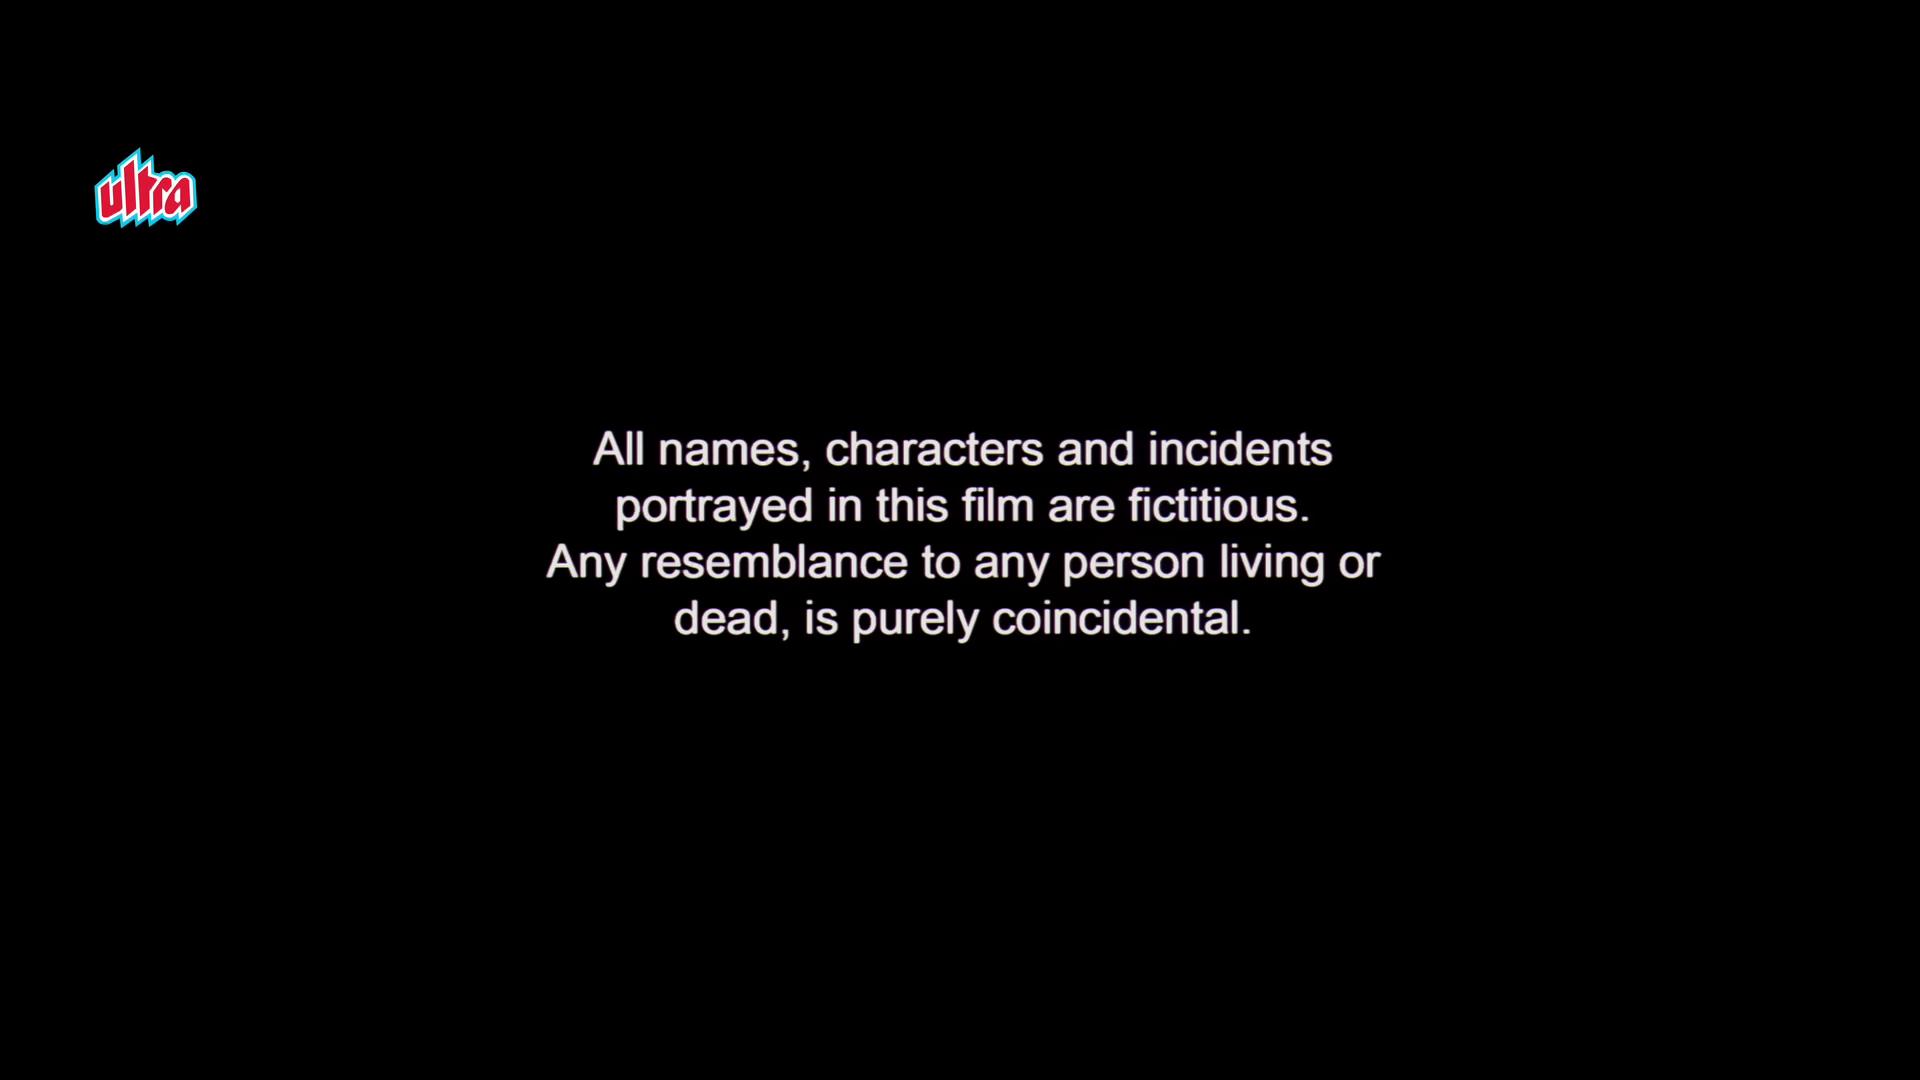 ultra
All names, characters and incidents
portrayed in this film are fictitious.
Any resemblance to any person living or
dead, is purely coincidental.